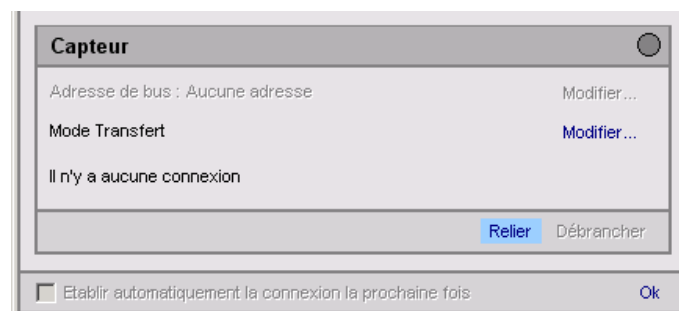 Capteur
Adresse de bus : Aucune adresse Modifier...
Mode Transfert Modifier...
Il n'y a aucune connexion
Relier Débrancher
Etablir automatiquement la connexion la prochaine fois Ok